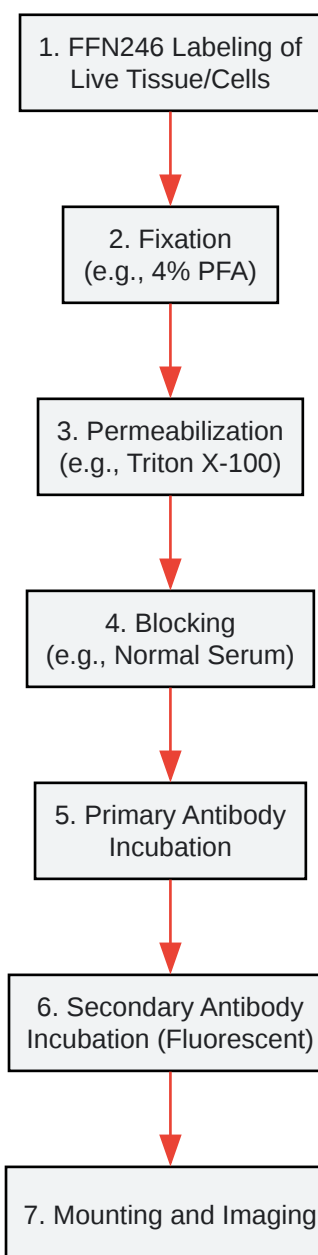 1. FFN246 Labeling of
Live Tissue/Cells
2. Fixation
(e.g., 4% PFA)
3. Permeabilization
(e.g., Triton X-100)
4. Blocking
(e.g., Normal Serum)
5. Primary Antibody
Incubation
6. Secondary Antibody
Incubation (Fluorescent)
7. Mounting and Imaging